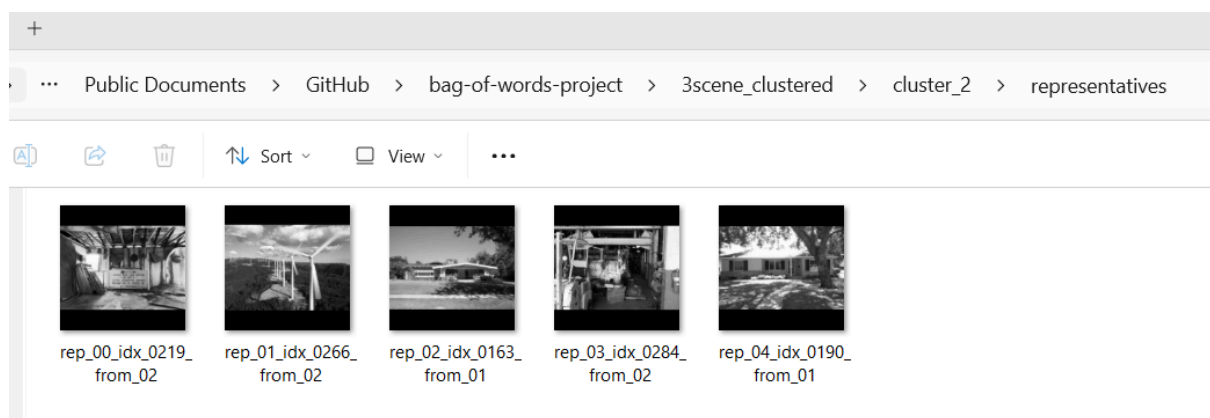 ... Public Documents > GitHub > bag-of-words-project > 3scene_clustered > cluster_2 > representatives
Sort View ...
rep_00_idx_0219_ rep_01_idx_0266_ rep_02_idx_0163_ rep_03_idx_0284_ rep_04_idx_0190_
from_02 from_02 from_01 from_02 from_01